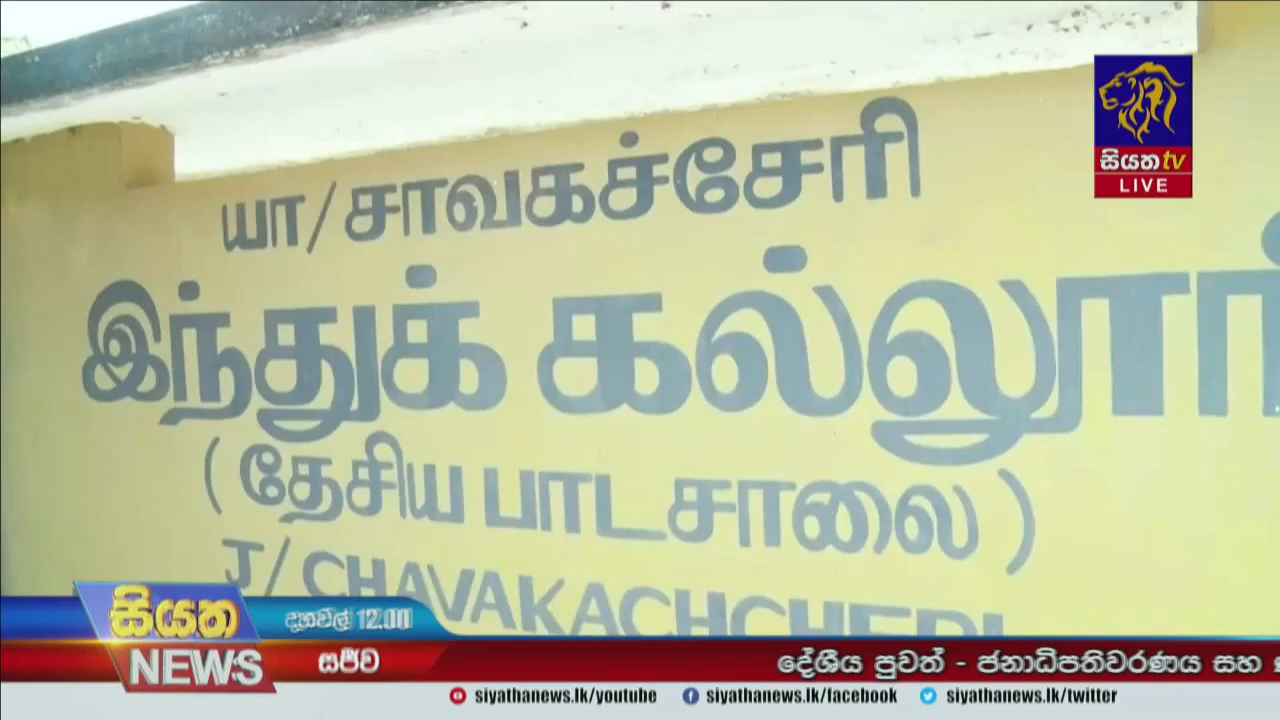 யா/சாவகச்சேரி
இந்துக் கல்லூர்
(தேசிய பாடசாலை)
J/CHAVAKACHCHERI
සියත tv
LIVE
සියත
NEWS
දහවල් 12.00
සජීව
දේශීය පුවත් - ජනාධිපතිවරණය සහ
siyathanews.lk/youtube
siyathanews.lk/facebook
siyathanews.lk/twitter